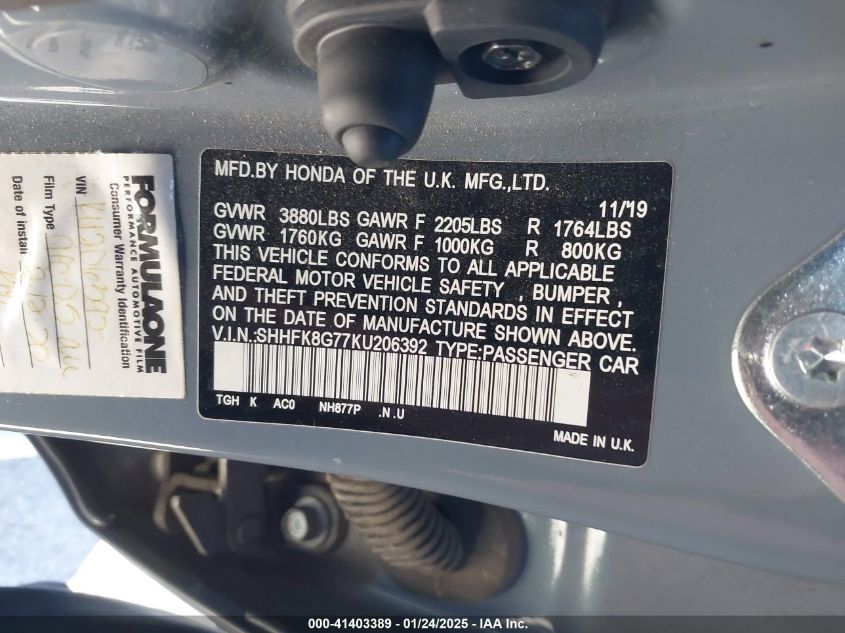 MFD.BY HONDA OF THE U.K. MFG.,LTD.
11/19
GVWR 3880LBS GAWR F 2205LBS R 1764LBS
GVWR 1760KG GAWR F 1000KG R 800KG
THIS VEHICLE CONFORMS TO ALL APPLICABLE
FEDERAL MOTOR VEHICLE SAFETY , BUMPER ,
AND THEFT PREVENTION STANDARDS IN EFFECT
ON THE DATE OF MANUFACTURE SHOWN ABOVE.
V.I.N.:SHHFK8G77KU206392 TYPE:PASSENGER CAR
TGH K AC0 NH877P .N .U
MADE IN U.K.
FORMULAONE
PERFORMANCE AUTOMOTIVE FILM
Consumer Warranty Identification
VIN
Film Type
Date of install
000-41403389 - 01/24/2025 - IAA Inc.